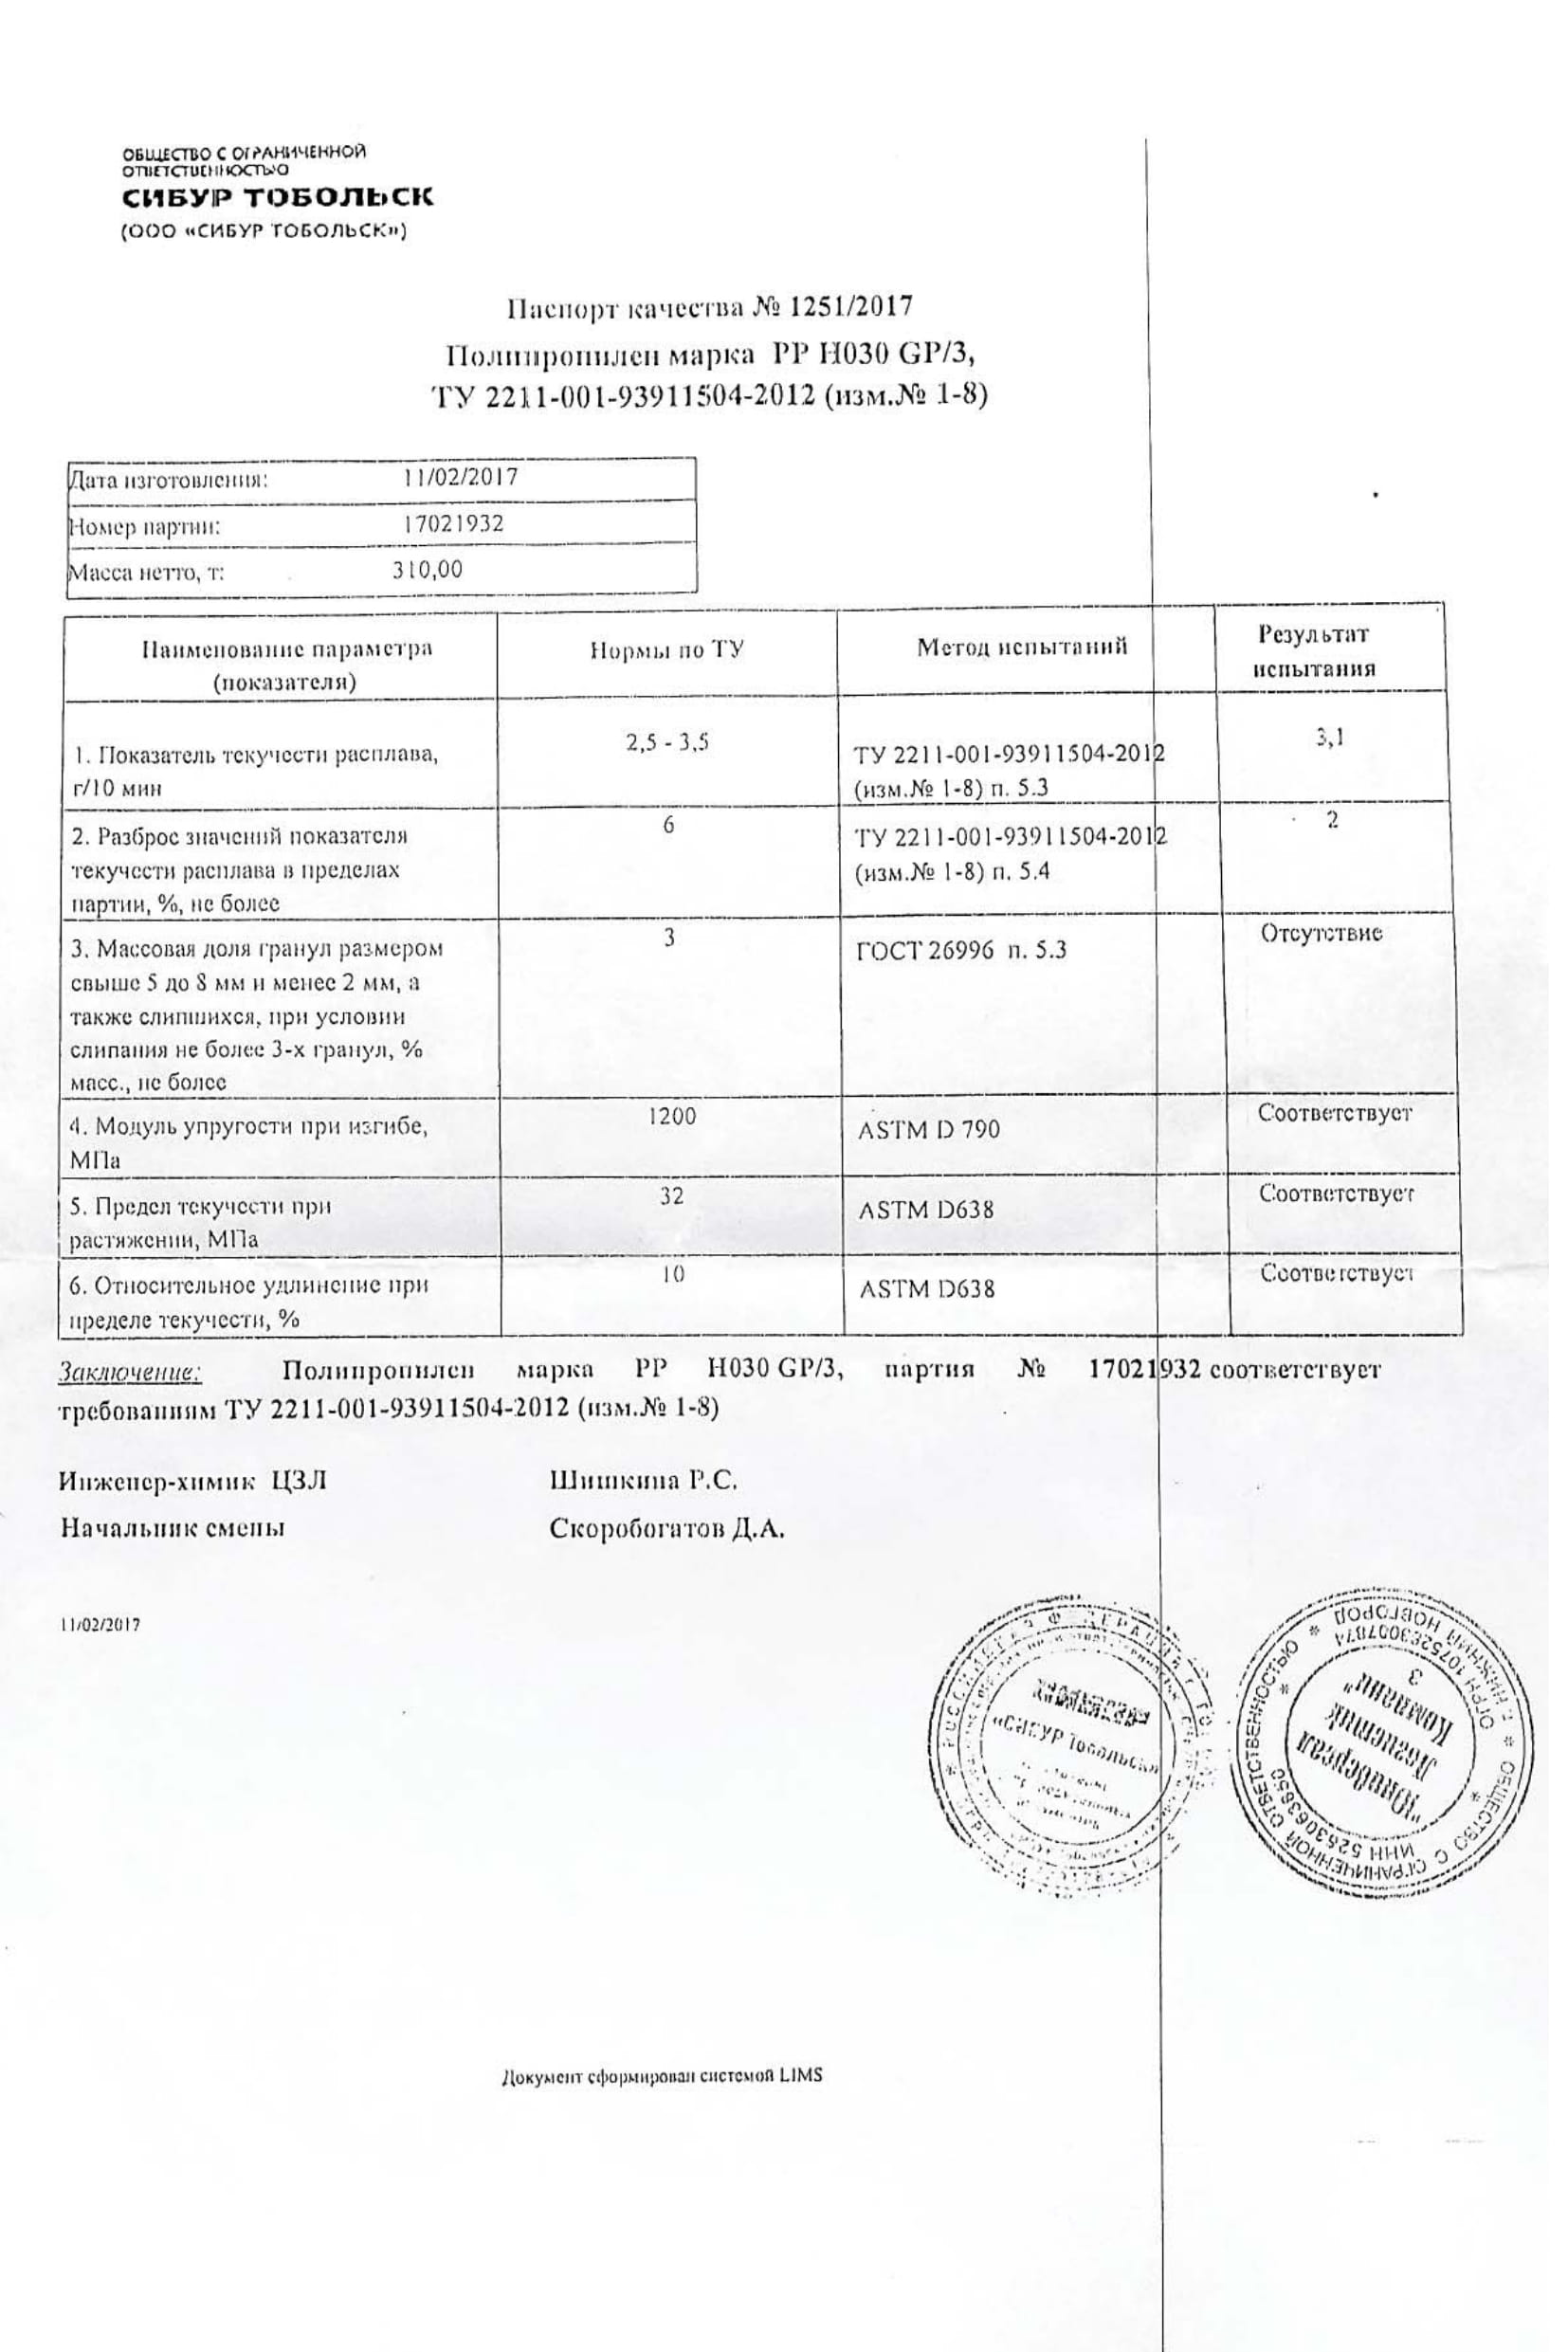 ОБЩЕСТВО С ОГРАНИЧЕННОЙ
ОТВЕТСТВЕННОСТЬЮ
СИБУР ТОБОЛЬСК
(ООО «СИБУР ТОБОЛЬСК»)
Паспорт качества № 1251/2017
Полипропилен марка PP H030 GP/3,
ТУ 2211-001-93911504-2012 (изм.№ 1-8)
Дата изготовления: 11/02/2017
Номер партии: 17021932
Масса нетто, т: 310,00
Наименование параметра
(показателя)
Нормы по ТУ
Метод испытаний
Результат
испытания
1. Показатель текучести расплава,
г/10 мин
2,5 - 3,5
ТУ 2211-001-93911504-2012
(изм.№ 1-8) п. 5.3
3,1
2. Разброс значений показателя
текучести расплава в пределах
партии, %, не более
6
ТУ 2211-001-93911504-2012
(изм.№ 1-8) п. 5.4
2
3. Массовая доля гранул размером
свыше 5 до 8 мм и менее 2 мм, а
также слипшихся, при условии
слипания не более 3-х гранул, %
масс., не более
3
ГОСТ 26996 п. 5.3
Отсутствие
4. Модуль упругости при изгибе,
МПа
1200
ASTM D 790
Соответствует
5. Предел текучести при
растяжении, МПа
32
ASTM D638
Соответствует
6. Относительное удлинение при
пределе текучести, %
10
ASTM D638
Соответствует
Заключение: Полипропилен марка PP H030 GP/3, партия № 17021932 соответствует
требованиям ТУ 2211-001-93911504-2012 (изм.№ 1-8)
Инженер-химик ЦЗЛ Шишкина Р.С.
Начальник смены Скоробогатов Д.А.
11/02/2017
РОССИЙСКАЯ ФЕДЕРАЦИЯ
«СИБУР Тобольск»
ОБЩЕСТВО С ОГРАНИЧЕННОЙ ОТВЕТСТВЕННОСТЬЮ
г. НИЖНИЙ НОВГОРОД
ИНН 5263063650
ОГРН 1075263007874
"Универсал
Логистик
Компани"
3
Документ сформирован системой LIMS